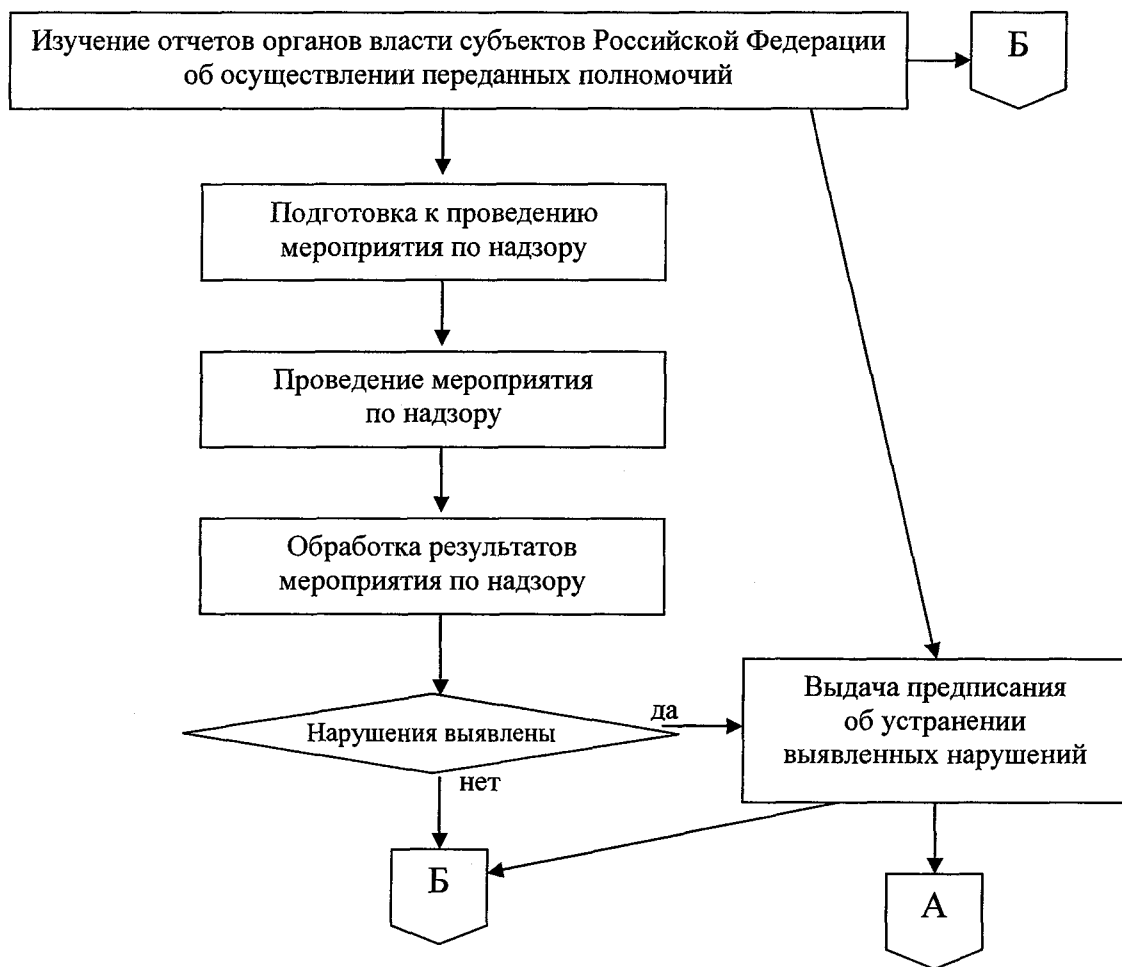 Изучение отчетов органов власти субъектов Российской Федерации
об осуществлении переданных полномочий
Б
Подготовка к проведению
мероприятия по надзору
Проведение мероприятия
по надзору
Обработка результатов
мероприятия по надзору
Нарушения выявлены
да
Выдача предписания
об устранении
выявленных нарушений
нет
Б
А